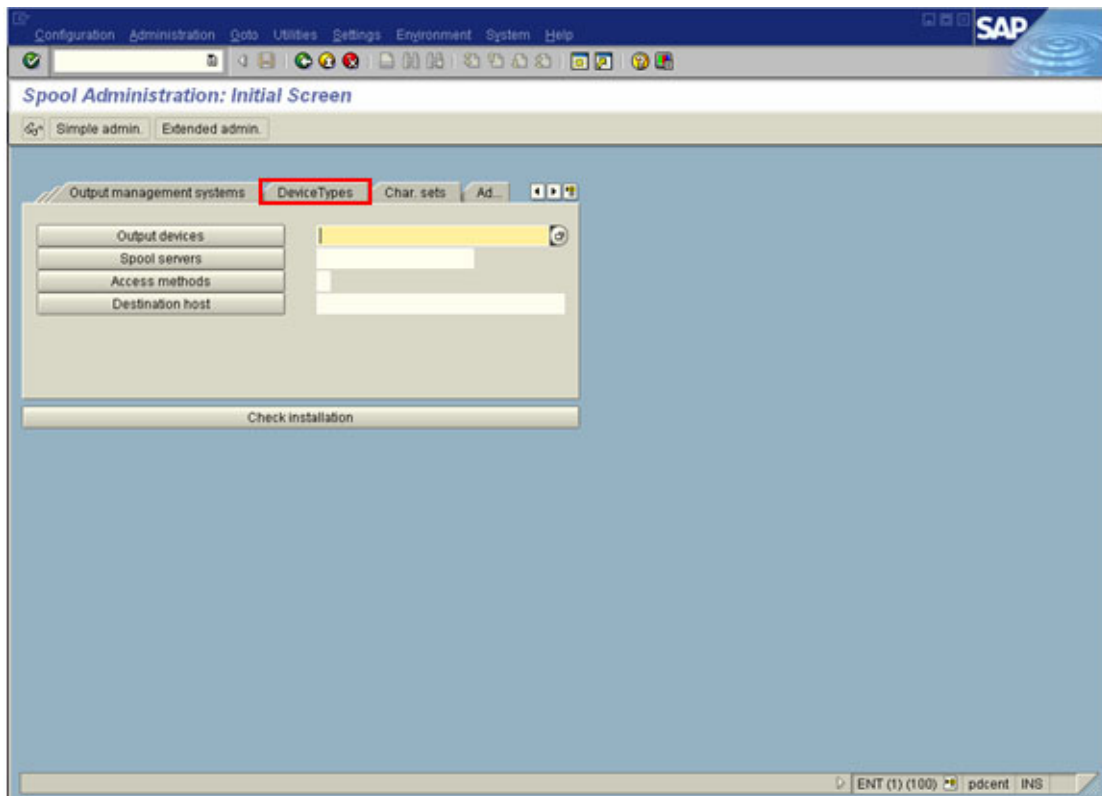 Configuration Administration Goto Utilities Settings Environment System Help
SAP
Spool Administration: Initial Screen
Simple admin. Extended admin.
Output management systems DeviceTypes Char. sets Ad...
Output devices
Spool servers
Access methods
Destination host
Check installation
ENT (1) (100) pdcent INS